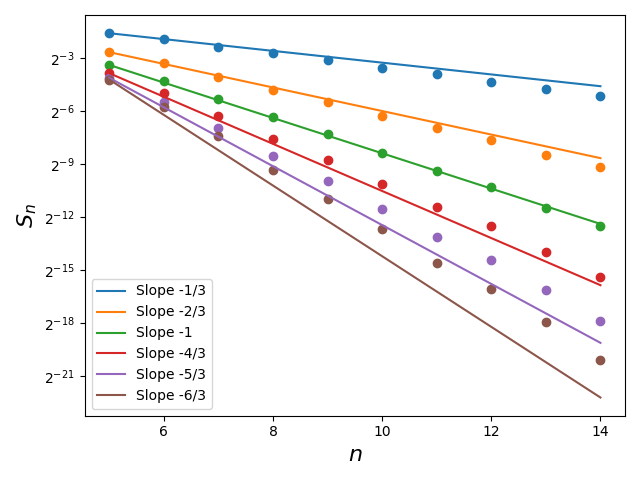 2^{-3}
2^{-6}
2^{-9}
2^{-12}
2^{-15}
2^{-18}
2^{-21}
S_n
Slope -1/3
Slope -2/3
Slope -1
Slope -4/3
Slope -5/3
Slope -6/3
6 8 10 12 14
n